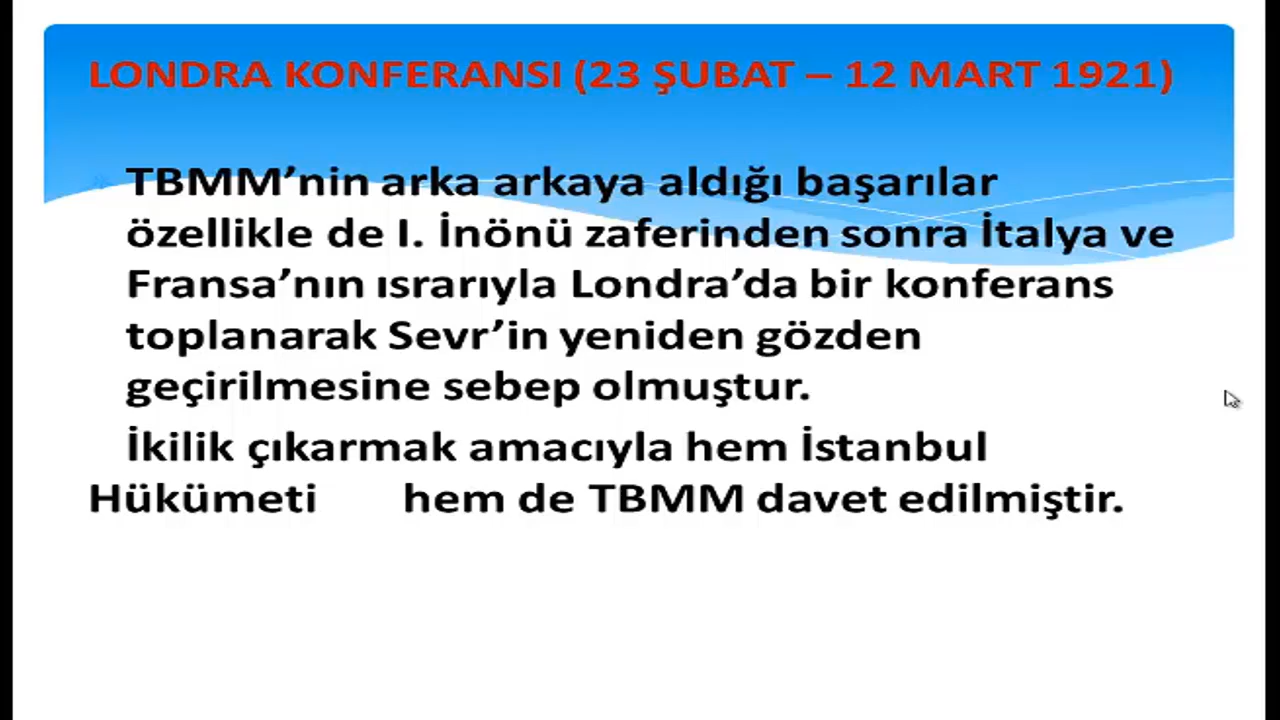 LONDRA KONFERANSI (23 ŞUBAT – 12 MART 1921)
TBMM’nin arka arkaya aldığı başarılar
özellikle de I. İnönü zaferinden sonra İtalya ve
Fransa’nın ısrarıyla Londra’da bir konferans
toplanarak Sevr’in yeniden gözden
geçirilmesine sebep olmuştur.
İkilik çıkarmak amacıyla hem İstanbul
Hükümeti hem de TBMM davet edilmiştir.